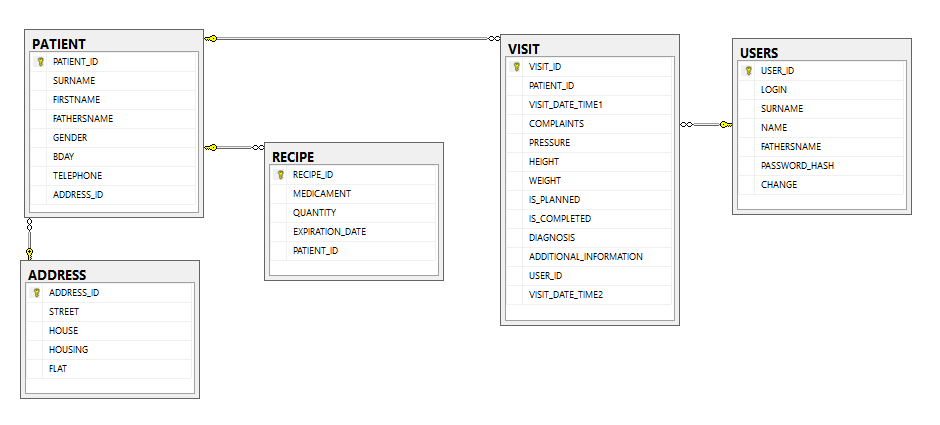 PATIENT
PATIENT_ID
SURNAME
FIRSTNAME
FATHERSNAME
GENDER
BDAY
TELEPHONE
ADDRESS_ID
RECIPE
RECIPE_ID
MEDICAMENT
QUANTITY
EXPIRATION_DATE
PATIENT_ID
ADDRESS
ADDRESS_ID
STREET
HOUSE
HOUSING
FLAT
VISIT
VISIT_ID
PATIENT_ID
VISIT_DATE_TIME1
COMPLAINTS
PRESSURE
HEIGHT
WEIGHT
IS_PLANNED
IS_COMPLETED
DIAGNOSIS
ADDITIONAL_INFORMATION
USER_ID
VISIT_DATE_TIME2
USERS
USER_ID
LOGIN
SURNAME
NAME
FATHERSNAME
PASSWORD_HASH
CHANGE